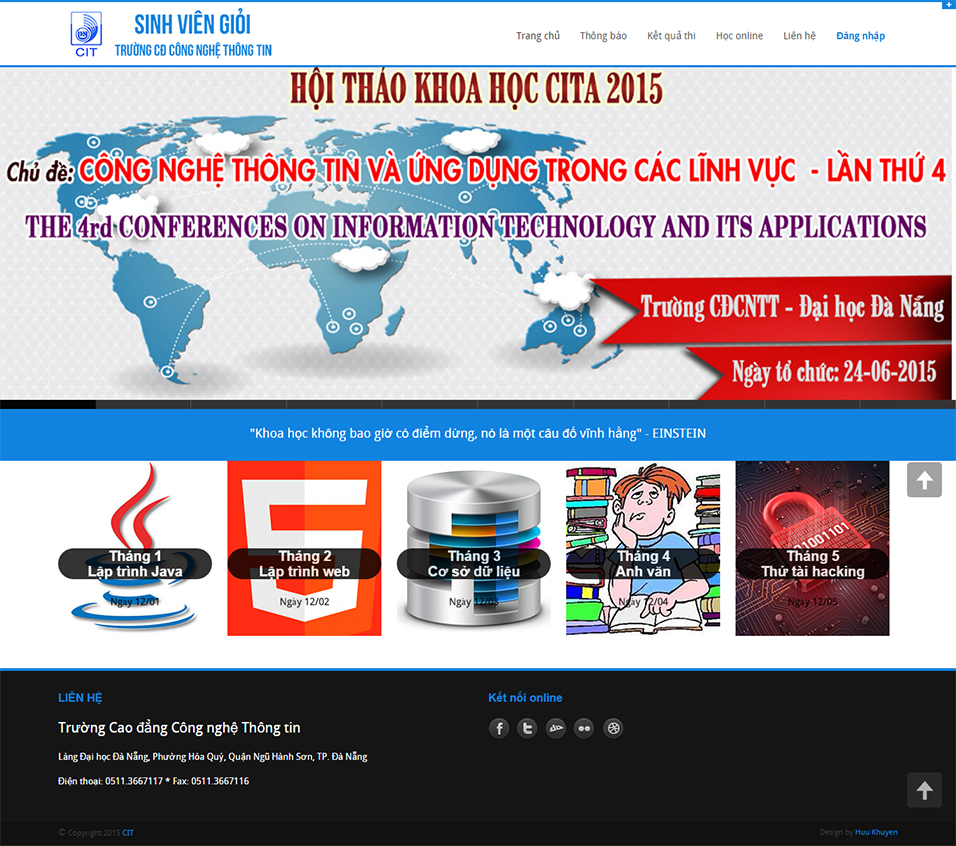 +
SINH VIÊN GIỎI
TRƯỜNG CĐ CÔNG NGHỆ THÔNG TIN
CIT
Trang chủ Thông báo Kết quả thi Học online Liên hệ Đăng nhập
HỘI THẢO KHOA HỌC CITA 2015
Chủ đề: CÔNG NGHỆ THÔNG TIN VÀ ỨNG DỤNG TRONG CÁC LĨNH VỰC - LẦN THỨ 4
THE 4rd CONFERENCES ON INFORMATION TECHNOLOGY AND ITS APPLICATIONS
Trường CĐCNTT - Đại học Đà Nẵng
Ngày tổ chức: 24-06-2015
"Khoa học không bao giờ có điểm dừng, nó là một câu đố vĩnh hằng" - EINSTEIN
Tháng 1
Lập trình Java
Ngày 12/01
Tháng 2
Lập trình web
Ngày 12/02
Tháng 3
Cơ sở dữ liệu
Ngày 12/03
Tháng 4
Anh văn
Ngày 12/04
11001101
Tháng 5
Thử tài hacking
Ngày 12/05
LIÊN HỆ
Trường Cao đẳng Công nghệ Thông tin
Làng Đại học Đà Nẵng, Phường Hòa Quý, Quận Ngũ Hành Sơn, TP. Đà Nẵng
Điện thoại: 0511.3667117 * Fax: 0511.3667116
Kết nối online
© Copyright 2015 CIT
Design by Huu Khuyen